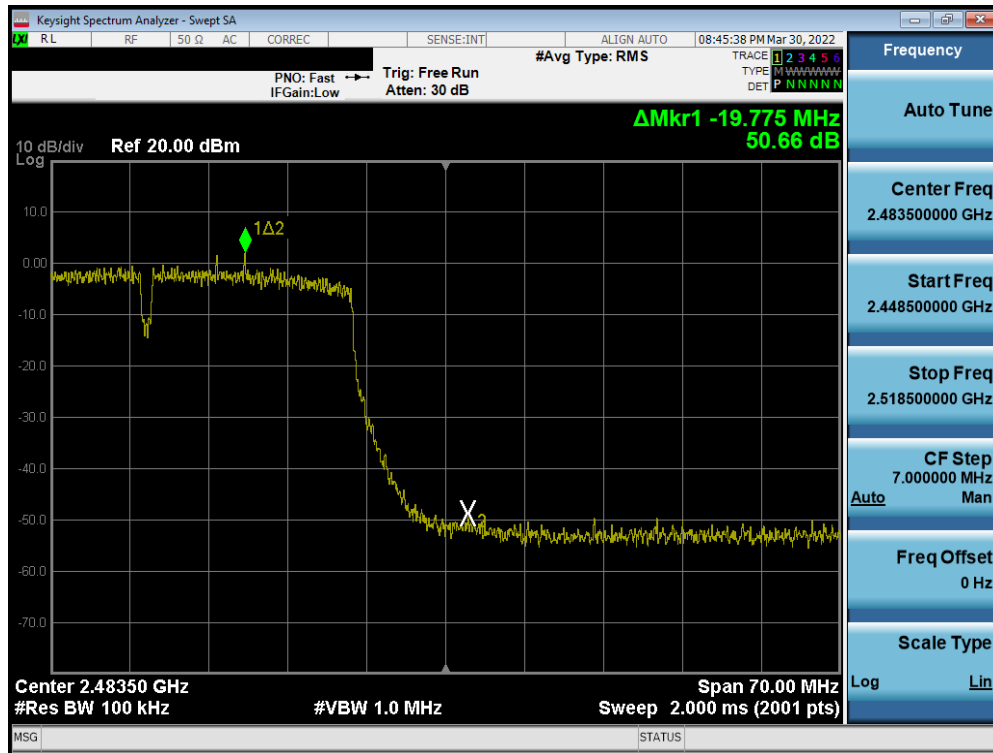 Keysight Spectrum Analyzer - Swept SA
LXI RL RF 50 Ω AC CORREC SENSE:INT ALIGN AUTO 08:45:38 PM Mar 30, 2022
Frequency
#Avg Type: RMS
TRACE 1 2 3 4 5 6
PNO: Fast Trig: Free Run
TYPE M WWWWW
IFGain:Low Atten: 30 dB
DET P N N N N N
Auto Tune
ΔMkr1 -19.775 MHz
50.66 dB
10 dB/div Ref 20.00 dBm
Log
Center Freq
2.483500000 GHz
10.0
1Δ2
0.00
Start Freq
2.448500000 GHz
-10.0
-20.0
Stop Freq
2.518500000 GHz
-30.0
-40.0
CF Step
7.000000 MHz
Auto Man
-50.0
X2
Freq Offset
0 Hz
-60.0
-70.0
Scale Type
Log Lin
Center 2.48350 GHz Span 70.00 MHz
#Res BW 100 kHz #VBW 1.0 MHz Sweep 2.000 ms (2001 pts)
MSG STATUS